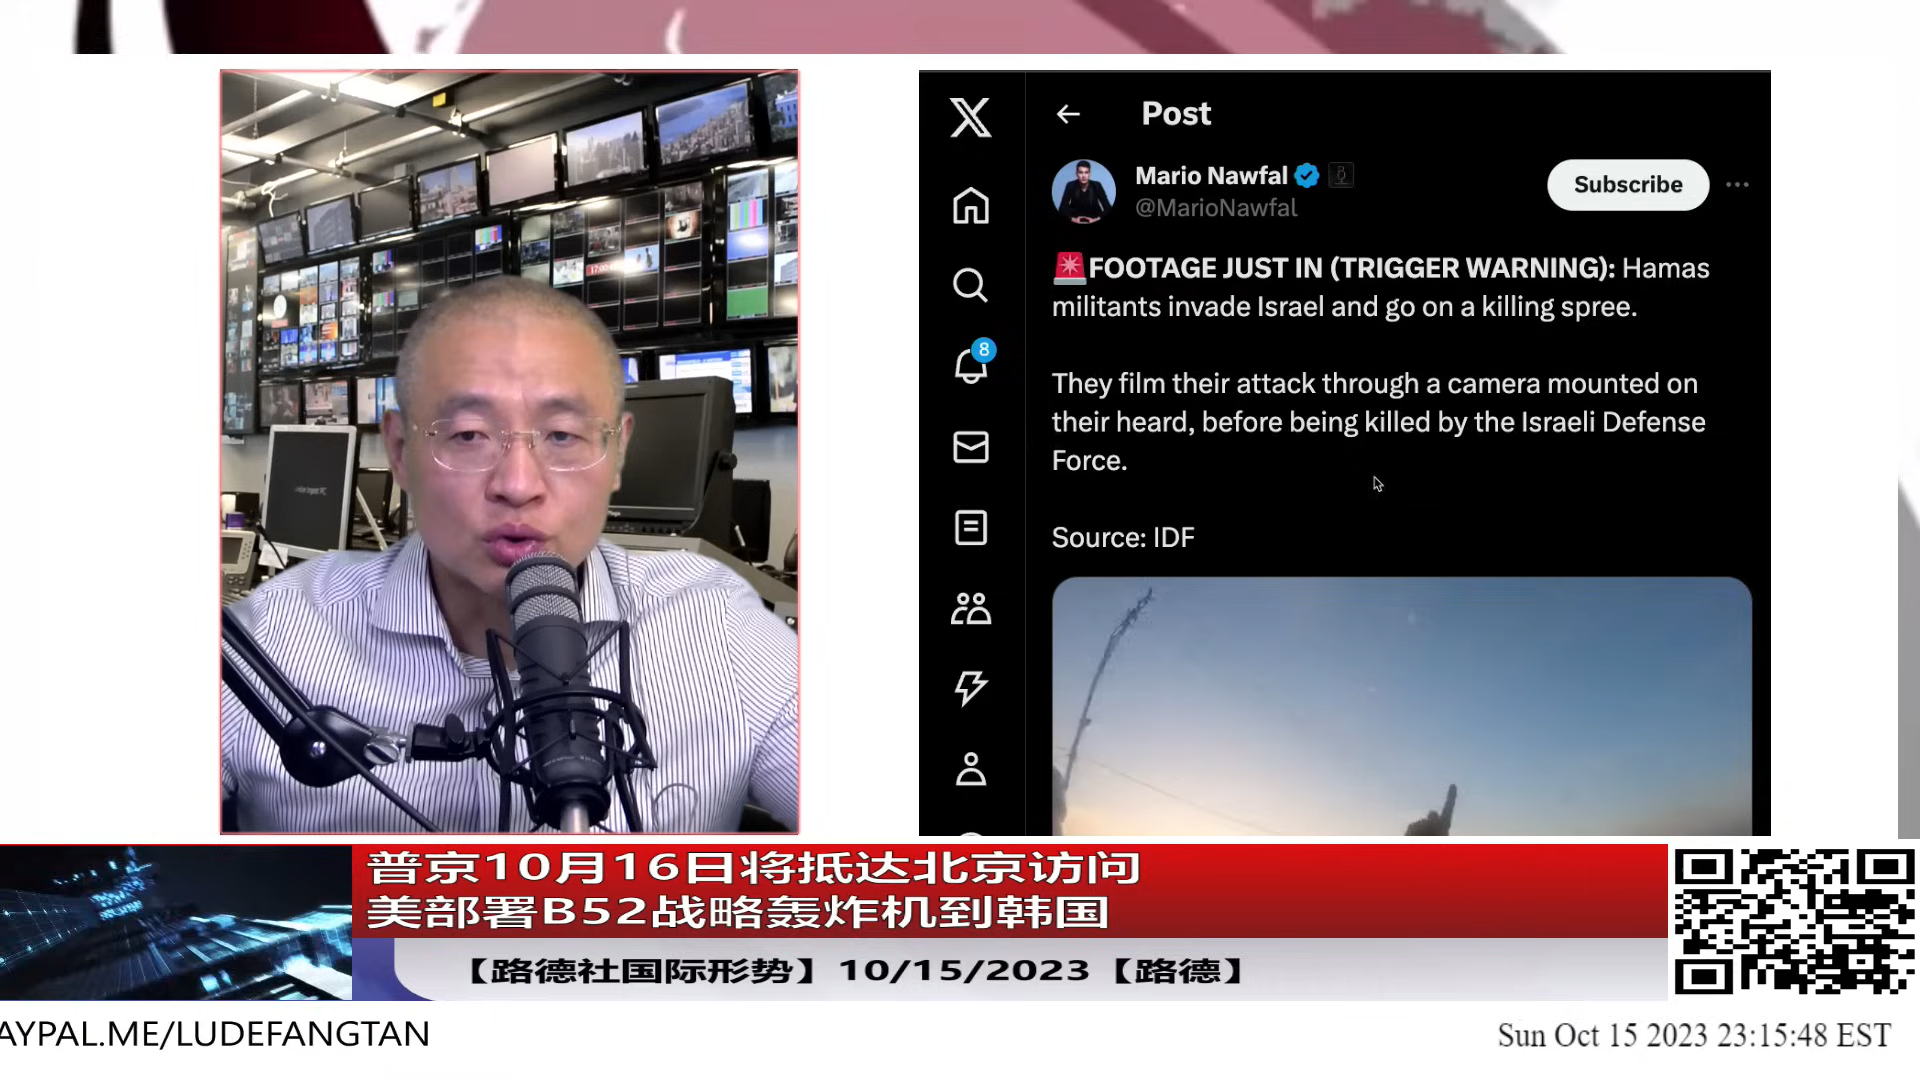 Post
Mario Nawfal
@MarioNawfal
Subscribe
8
FOOTAGE JUST IN (TRIGGER WARNING): Hamas
militants invade Israel and go on a killing spree.
They film their attack through a camera mounted on
their heard, before being killed by the Israeli Defense
Force.
Source: IDF
普京10月16日将抵达北京访问
美部署B52战略轰炸机到韩国
【路德社国际形势】10/15/2023【路德】
AYPAL.ME/LUDEFANGTAN
Sun Oct 15 2023 23:15:48 EST